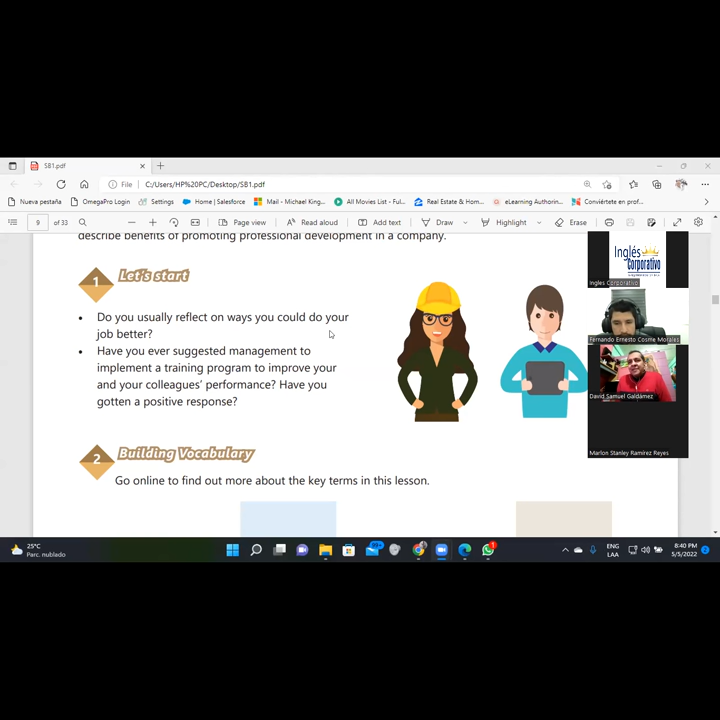 SB1.pdf
File
C:/Users/HP%20PC/Desktop/SB1.pdf
Nueva pestaña
OmegaPro Login
Settings
Home | Salesforce
Mail - Michael King...
All Movies List - Ful...
Real Estate & Hom...
eLearning Authorin...
Conviértete en prof...
9 of 33
Page view
Read aloud
Add text
Draw
Highlight
Erase
describe benefits of promoting professional development in a company.
1
Let's start
• Do you usually reflect on ways you could do your
job better?
• Have you ever suggested management to
implement a training program to improve your
and your colleagues' performance? Have you
gotten a positive response?
Inglés
Corporativo
Ingles Corporativo
Fernando Ernesto Cosme Morales
David Samuel Galdámez
Marlon Stanley Ramírez Reyes
2
Building Vocabulary
Go online to find out more about the key terms in this lesson.
25°C
Parc. nublado
1
ENG
LAA
8:40 PM
5/5/2022
2